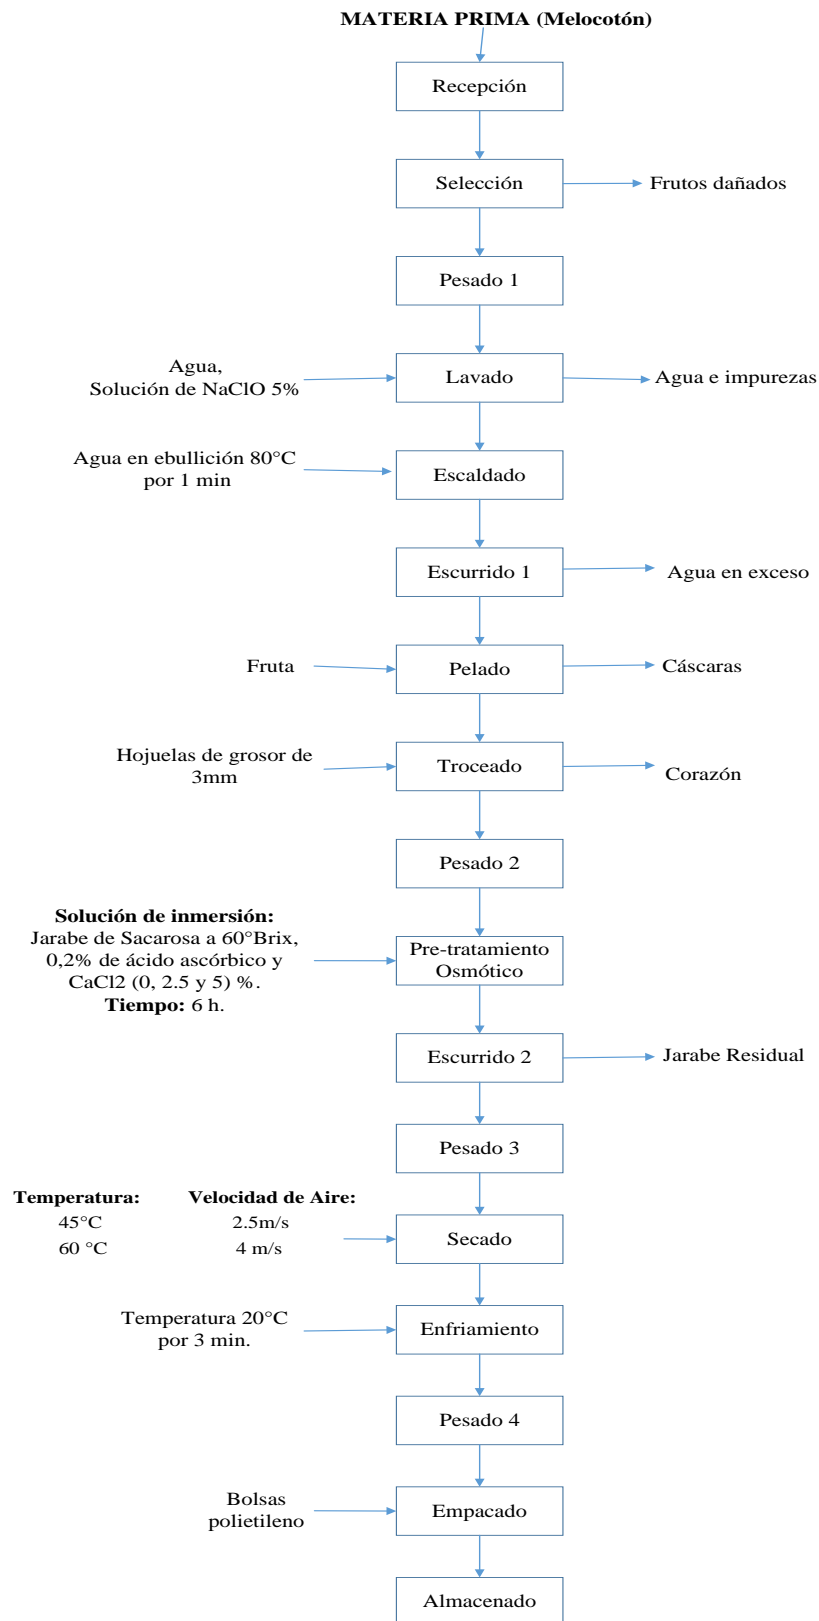 MATERIA PRIMA (Melocotón)
Recepción
Selección
Frutos dañados
Pesado 1
Agua,
Solución de NaClO 5%
Lavado
Agua e impurezas
Agua en ebullición 80°C
por 1 min
Escaldado
Escurrido 1
Agua en exceso
Fruta
Pelado
Cáscaras
Hojuelas de grosor de
3mm
Troceado
Corazón
Pesado 2
Solución de inmersión:
Jarabe de Sacarosa a 60°Brix,
0,2% de ácido ascórbico y
CaCl2 (0, 2.5 y 5) %.
Tiempo: 6 h.
Pre-tratamiento
Osmótico
Escurrido 2
Jarabe Residual
Pesado 3
Temperatura: Velocidad de Aire:
45°C 2.5m/s
60 °C 4 m/s
Secado
Temperatura 20°C
por 3 min.
Enfriamiento
Pesado 4
Bolsas
polietileno
Empacado
Almacenado